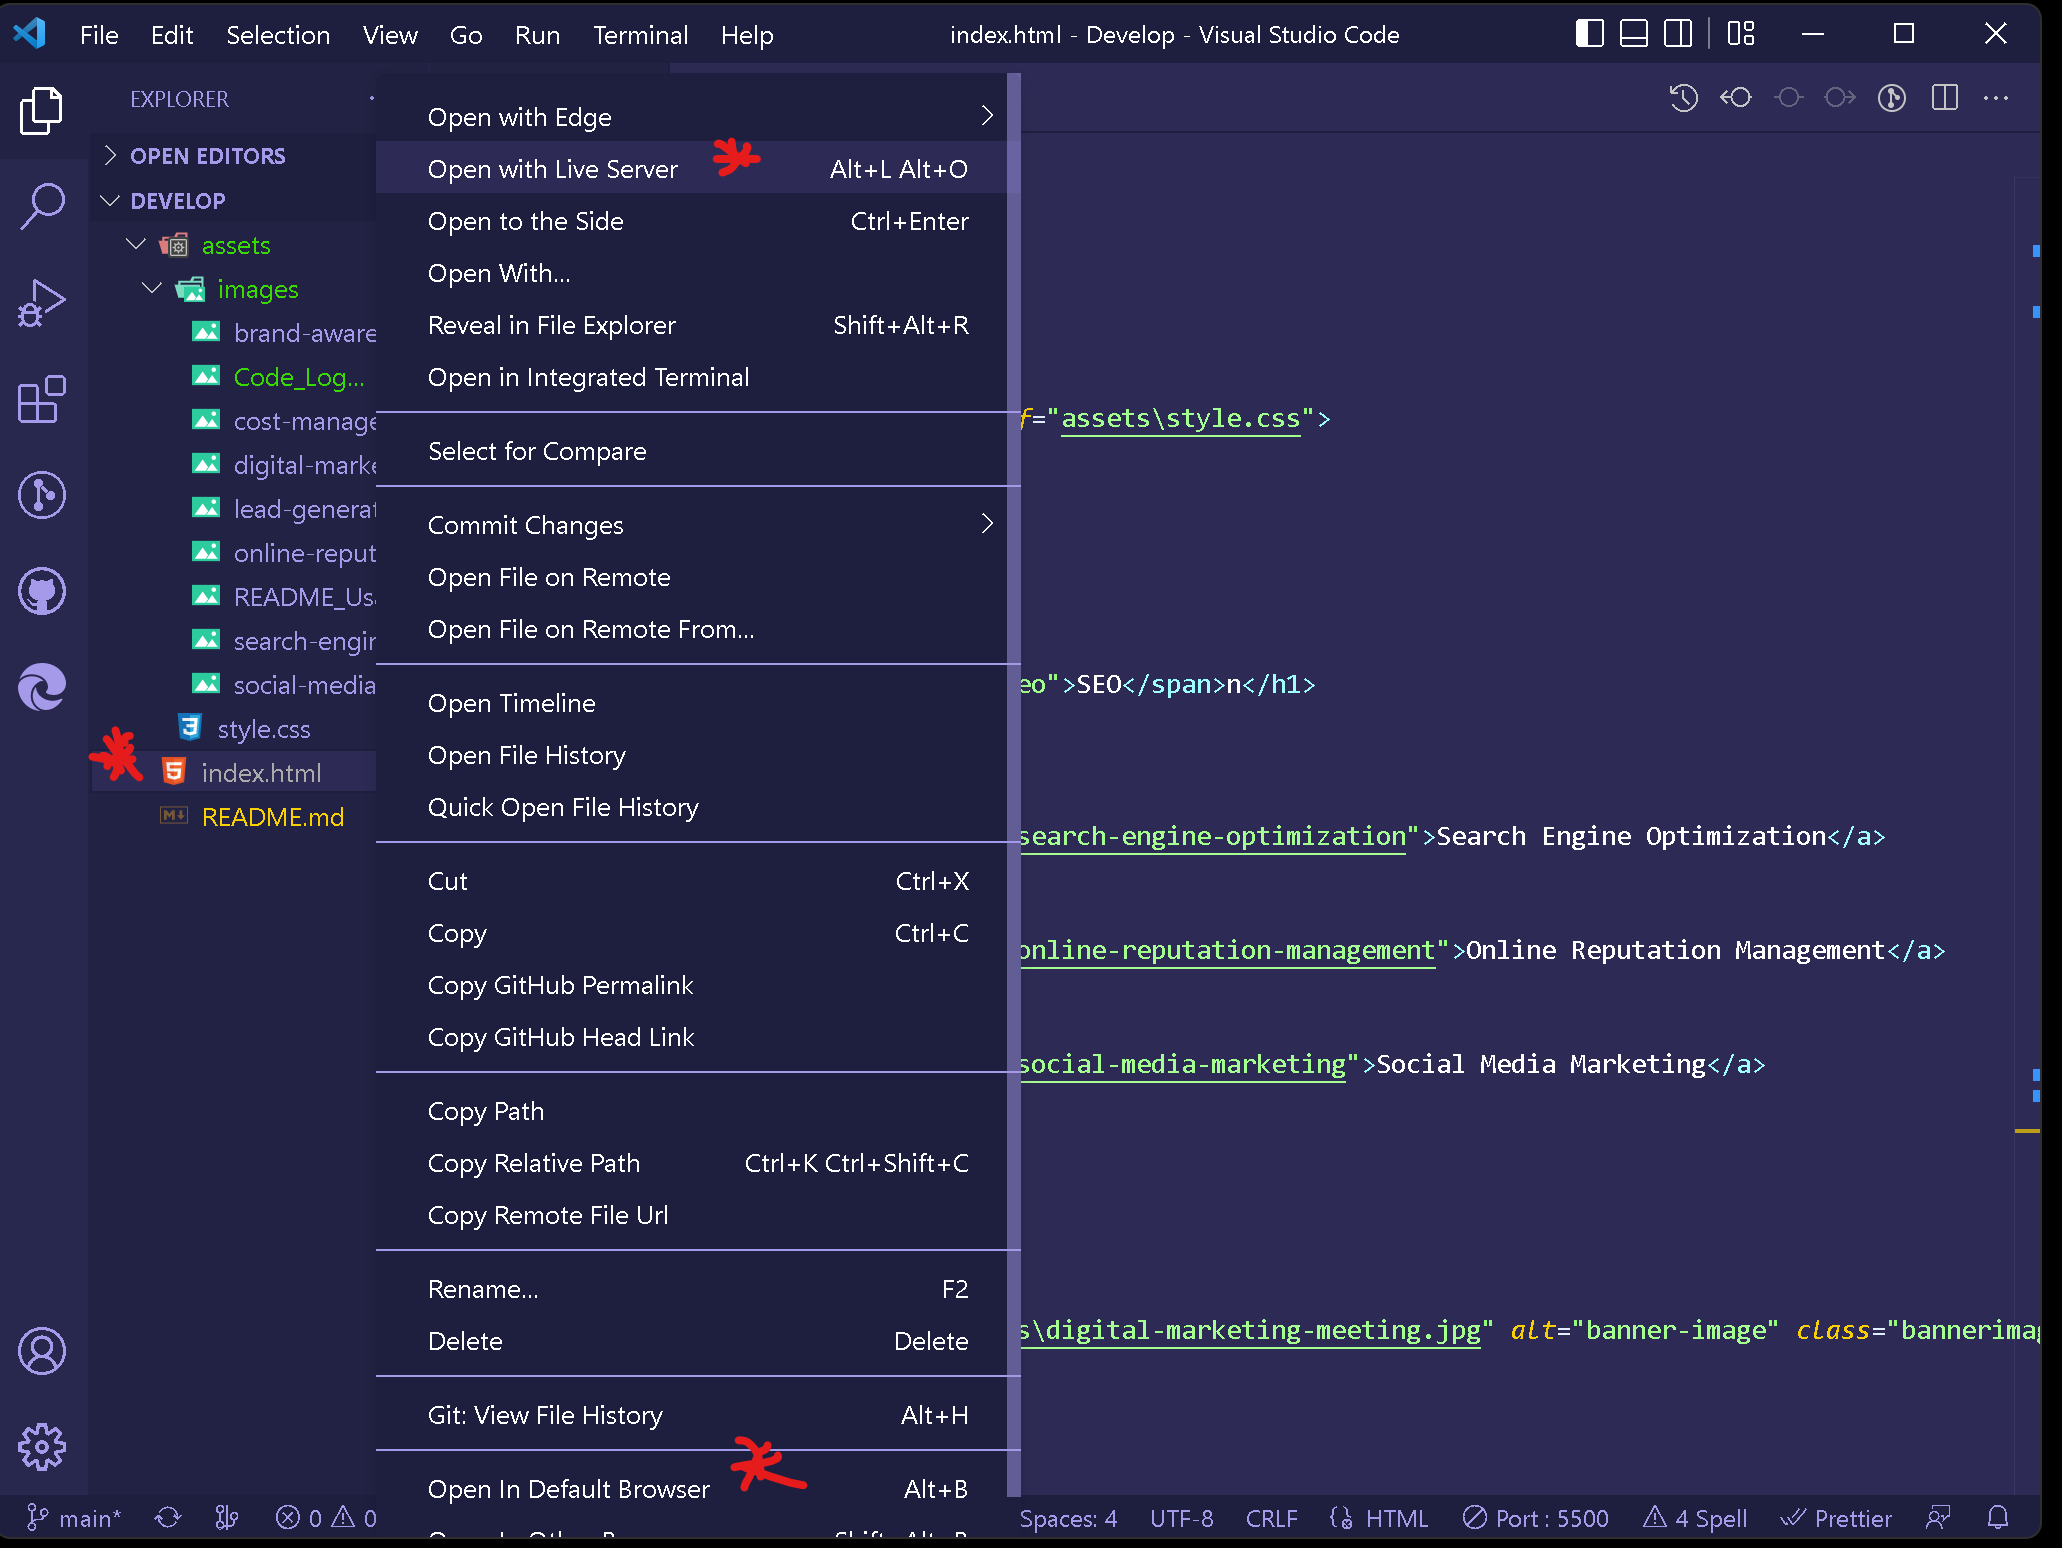 File Edit Selection View Go Run Terminal Help index.html - Develop - Visual Studio Code
EXPLORER
OPEN EDITORS
DEVELOP
assets
images
brand-aware
Code_Log...
cost-manage
digital-marke
lead-generat
online-reput
README_Usa
search-engin
social-media
style.css
index.html
README.md
Open with Edge
Open with Live Server Alt+L Alt+O
Open to the Side Ctrl+Enter
Open With...
Reveal in File Explorer Shift+Alt+R
Open in Integrated Terminal
Select for Compare
Commit Changes
Open File on Remote
Open File on Remote From...
Open Timeline
Open File History
Quick Open File History
Cut Ctrl+X
Copy Ctrl+C
Copy GitHub Permalink
Copy GitHub Head Link
Copy Path
Copy Relative Path Ctrl+K Ctrl+Shift+C
Copy Remote File Url
Rename... F2
Delete Delete
Git: View File History Alt+H
Open In Default Browser Alt+B
f="assets\style.css">
eo">SEO</span>n</h1>
search-engine-optimization">Search Engine Optimization</a>
online-reputation-management">Online Reputation Management</a>
social-media-marketing">Social Media Marketing</a>
s\digital-marketing-meeting.jpg" alt="banner-image" class="bannerimag
main* 0 0 Spaces: 4 UTF-8 CRLF HTML Port : 5500 4 Spell Prettier